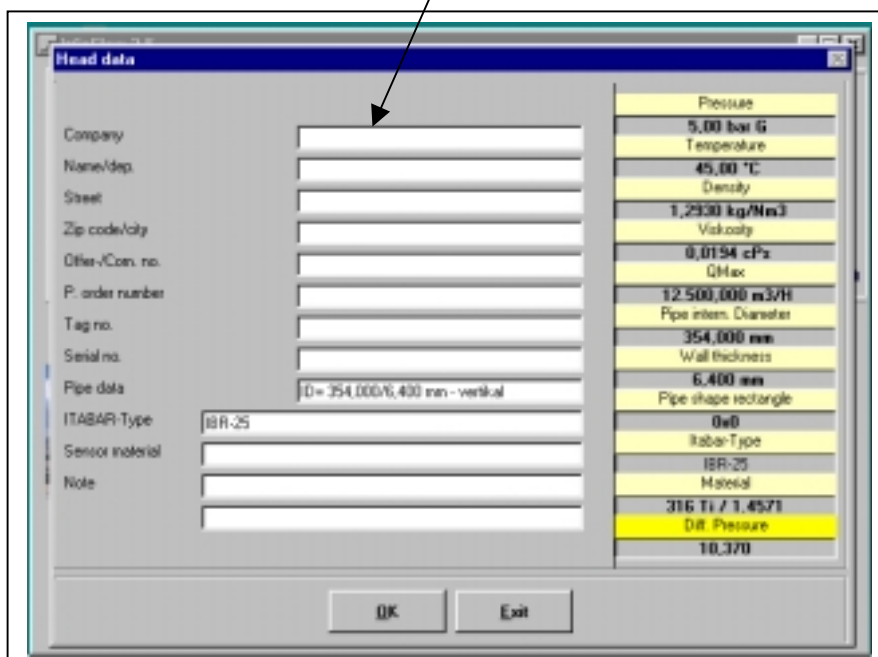 Head data
Company
Name/dep.
Street
Zip code/city
Offer-/Com. no.
P. order number
Tag no.
Serial no.
Pipe data
ID= 354,000/6,400 mm - vertikal
ITABAR-Type
IBR-25
Sensor material
Note
Pressure
5,00 bar G
Temperature
45,00 °C
Density
1,2930 kg/Nm3
Viskosity
0,0194 cPs
QMax
12.500,000 m3/H
Pipe intern. Diameter
354,000 mm
Wall thickness
6,400 mm
Pipe shape rectangle
0x0
Itabar-Type
IBR-25
Material
316 Ti / 1,4571
Diff. Pressure
10,370
OK
Exit